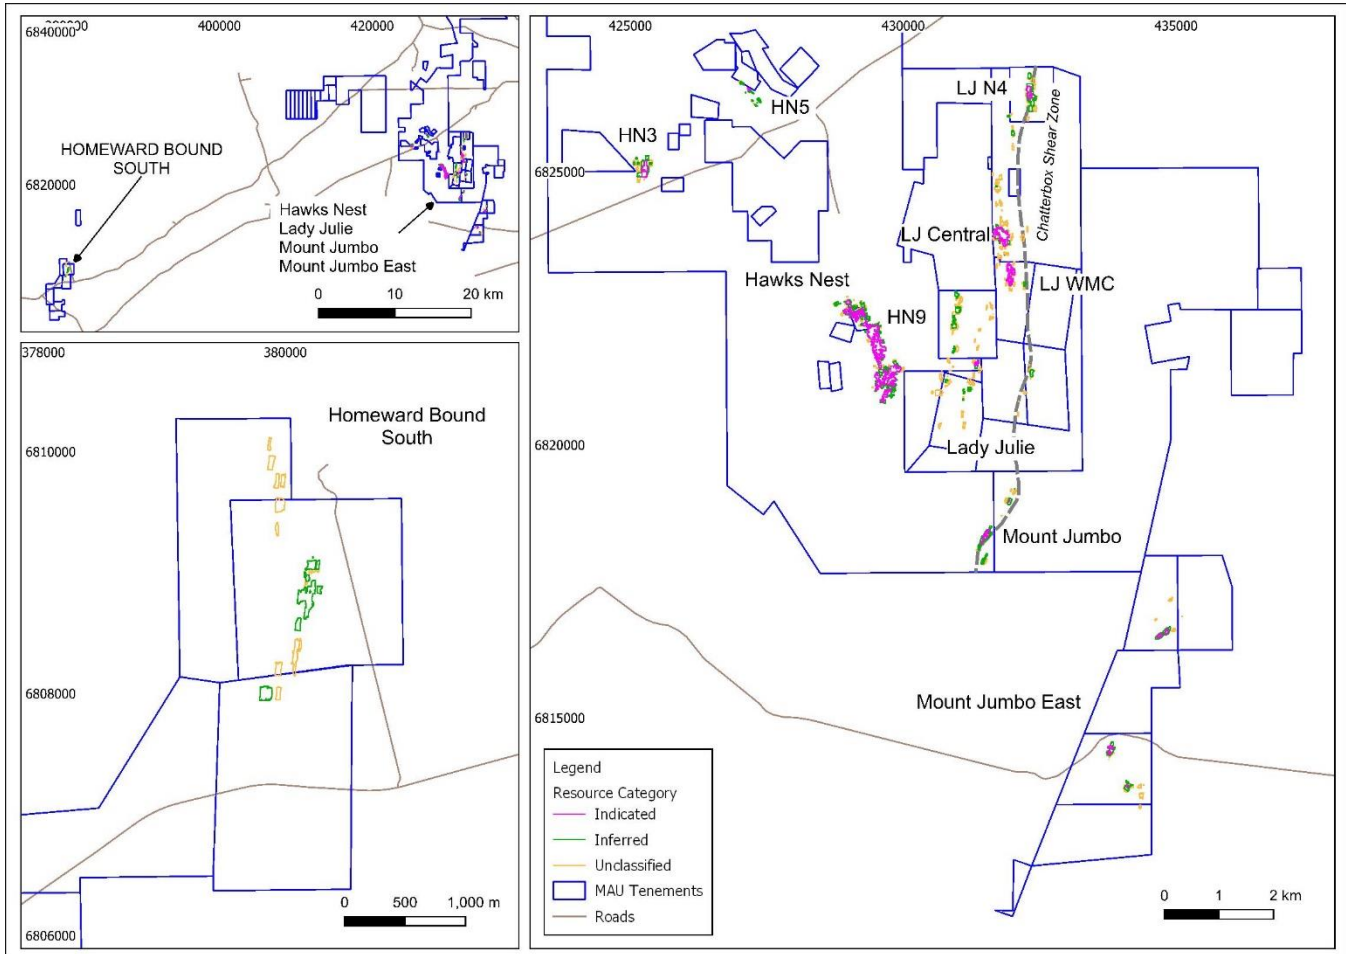 6840000
400000
420000
HOMEWARD BOUND
SOUTH
6820000
Hawks Nest
Lady Julie
Mount Jumbo
Mount Jumbo East
0 10 20 km
378000
380000
Homeward Bound
South
6810000
6808000
0 500 1,000 m
6806000
425000
430000
435000
LJ N4
HN5
HN3
Chatterbox Shear Zone
6825000
LJ Central
Hawks Nest
LJ WMC
HN9
6820000
Lady Julie
Mount Jumbo
Mount Jumbo East
6815000
Legend
Resource Category
Indicated
Inferred
Unclassified
MAU Tenements
Roads
0 1 2 km